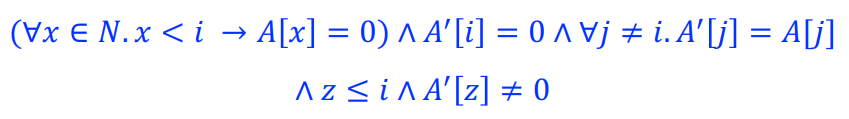 (∀x ∈ N. x < i → A[x] = 0) ∧ A′[i] = 0 ∧ ∀j ≠ i. A′[j] = A[j]
∧ z ≤ i ∧ A′[z] ≠ 0